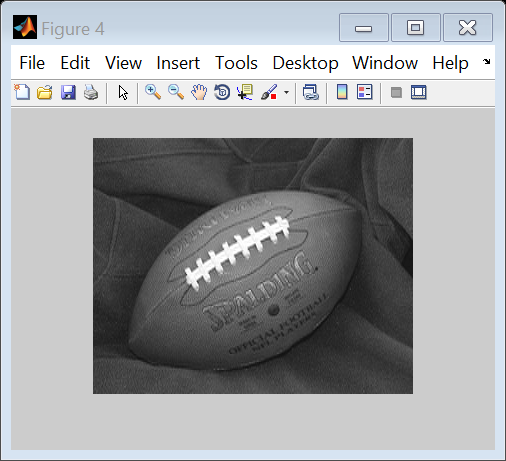 Figure 4
File Edit View Insert Tools Desktop Window Help
SPALDING
OFFICIAL FOOTBALL
NFL PLAYERS